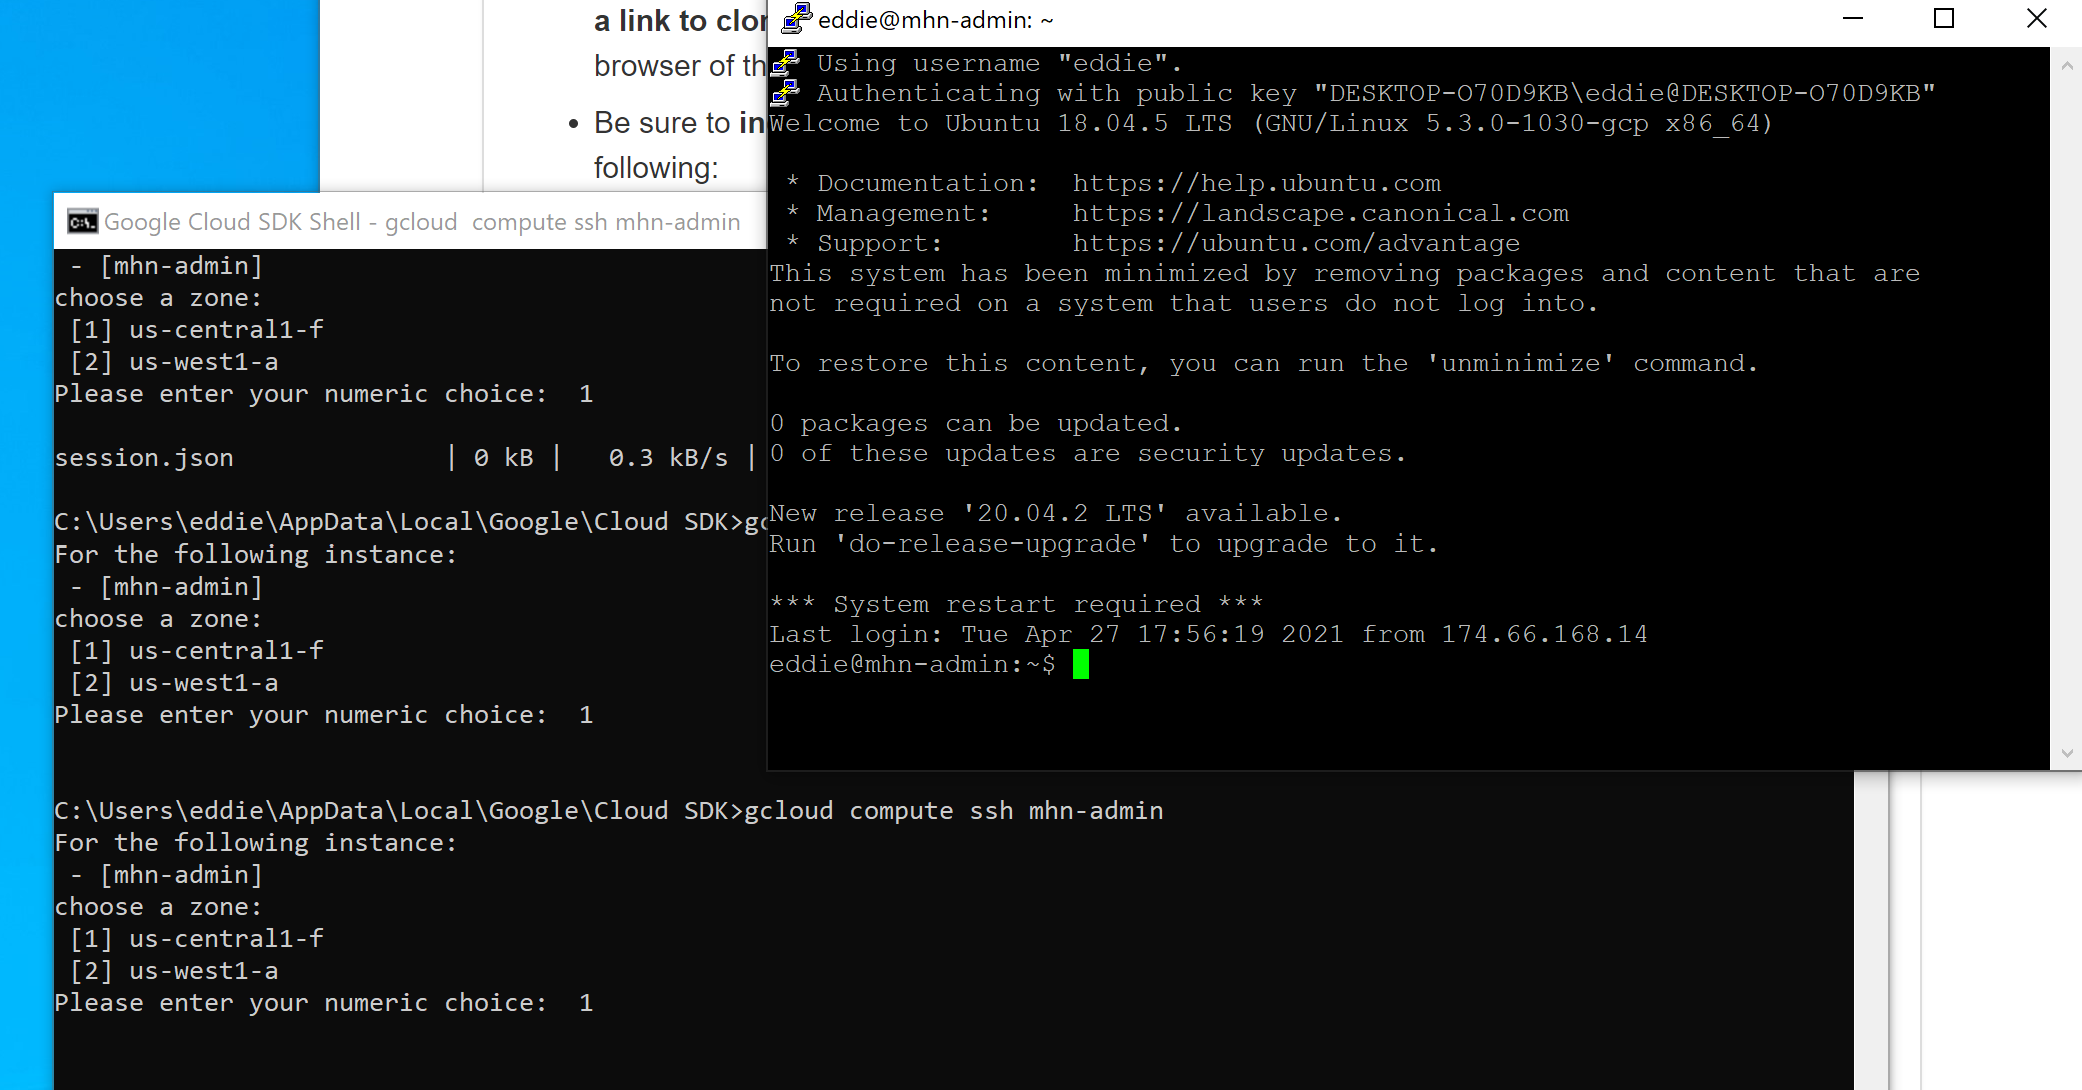 a link to clo
browser of th
Be sure to in
following:
Google Cloud SDK Shell - gcloud  compute ssh mhn-admin
- [mhn-admin]
choose a zone:
[1] us-central1-f
[2] us-west1-a
Please enter your numeric choice:  1
session.json | 0 kB |   0.3 kB/s |
C:\Users\eddie\AppData\Local\Google\Cloud SDK>gc
For the following instance:
- [mhn-admin]
choose a zone:
[1] us-central1-f
[2] us-west1-a
Please enter your numeric choice:  1
C:\Users\eddie\AppData\Local\Google\Cloud SDK>gcloud compute ssh mhn-admin
For the following instance:
- [mhn-admin]
choose a zone:
[1] us-central1-f
[2] us-west1-a
Please enter your numeric choice:  1
eddie@mhn-admin: ~
Using username "eddie".
Authenticating with public key "DESKTOP-O70D9KB\eddie@DESKTOP-O70D9KB"
Welcome to Ubuntu 18.04.5 LTS (GNU/Linux 5.3.0-1030-gcp x86_64)
* Documentation:  https://help.ubuntu.com
* Management:     https://landscape.canonical.com
* Support:        https://ubuntu.com/advantage
This system has been minimized by removing packages and content that are
not required on a system that users do not log into.
To restore this content, you can run the 'unminimize' command.
0 packages can be updated.
0 of these updates are security updates.
New release '20.04.2 LTS' available.
Run 'do-release-upgrade' to upgrade to it.
*** System restart required ***
Last login: Tue Apr 27 17:56:19 2021 from 174.66.168.14
eddie@mhn-admin:~$